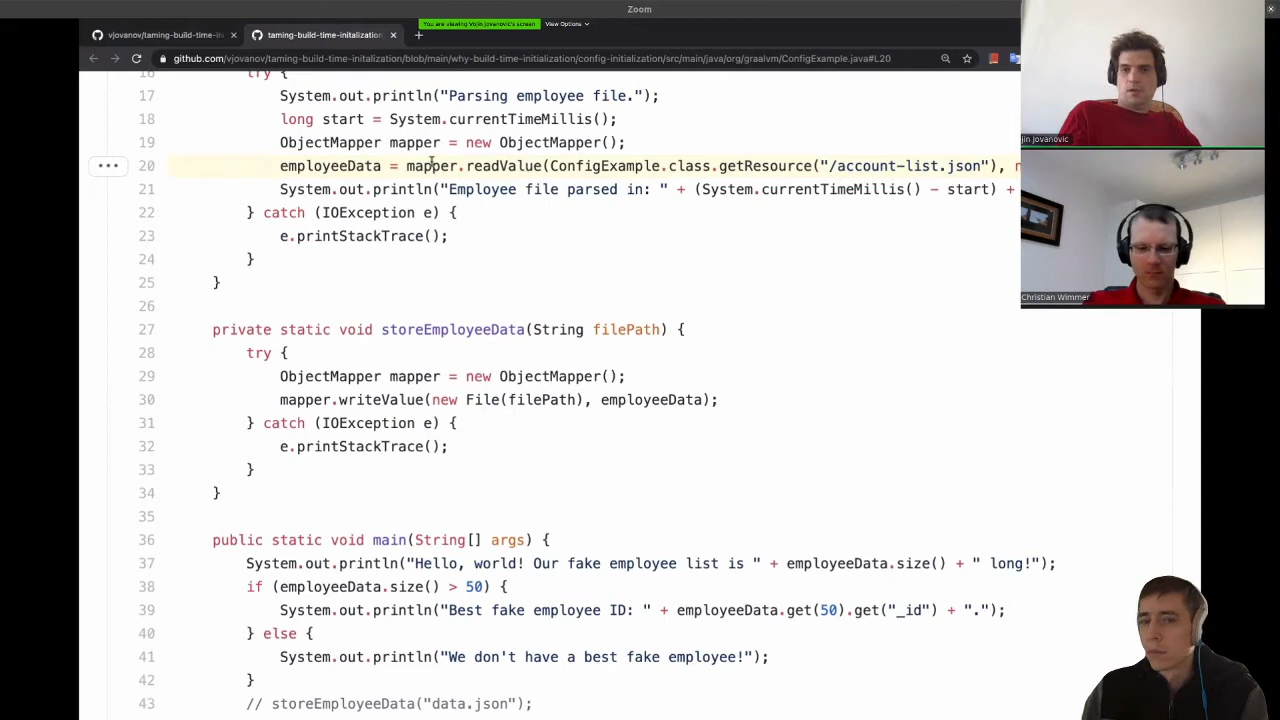 Zoom
You are viewing Vojin Jovanovic's screen View Options
vjovanov/taming-build-time-in
taming-build-time-initalization
github.com/vjovanov/taming-build-time-initalization/blob/main/why-build-time-initialization/config-initialization/src/main/java/org/graalvm/ConfigExample.java#L20
16 try {
17 System.out.println("Parsing employee file.");
18 long start = System.currentTimeMillis();
19 ObjectMapper mapper = new ObjectMapper();
20 employeeData = mapper.readValue(ConfigExample.class.getResource("/account-list.json"), n
21 System.out.println("Employee file parsed in: " + (System.currentTimeMillis() - start) +
22 } catch (IOException e) {
23 e.printStackTrace();
24 }
25 }
26
27 private static void storeEmployeeData(String filePath) {
28 try {
29 ObjectMapper mapper = new ObjectMapper();
30 mapper.writeValue(new File(filePath), employeeData);
31 } catch (IOException e) {
32 e.printStackTrace();
33 }
34 }
35
36 public static void main(String[] args) {
37 System.out.println("Hello, world! Our fake employee list is " + employeeData.size() + " long!");
38 if (employeeData.size() > 50) {
39 System.out.println("Best fake employee ID: " + employeeData.get(50).get("_id") + ".");
40 } else {
41 System.out.println("We don't have a best fake employee!");
42 }
43 // storeEmployeeData("data.json");
jin Jovanovic
Christian Wimmer